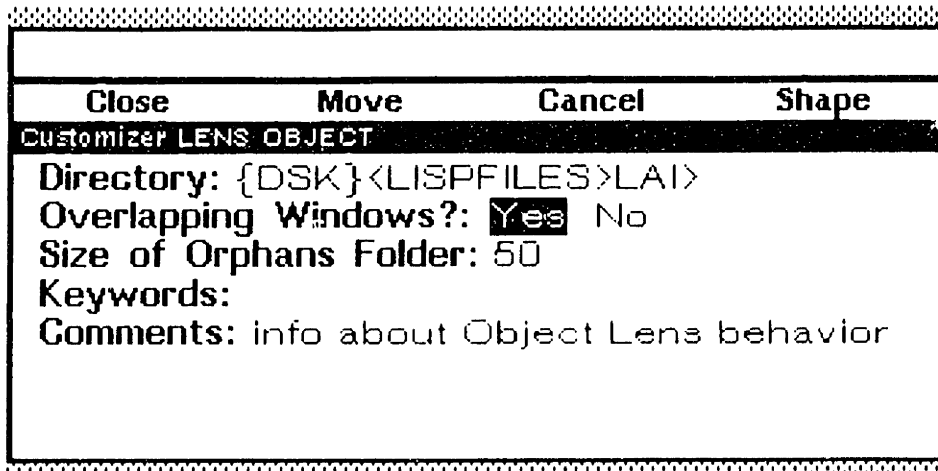 Close Move Cancel Shape
Customizer LENS OBJECT
Directory: {DSK}<LISPFILES>LAI>
Overlapping Windows?: Yes No
Size of Orphans Folder: 50
Keywords:
Comments: info about Object Lens behavior